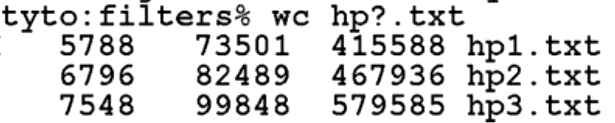 tyto:filters% wc hp?.txt
5788 73501 415588 hp1.txt
6796 82489 467936 hp2.txt
7548 99848 579585 hp3.txt